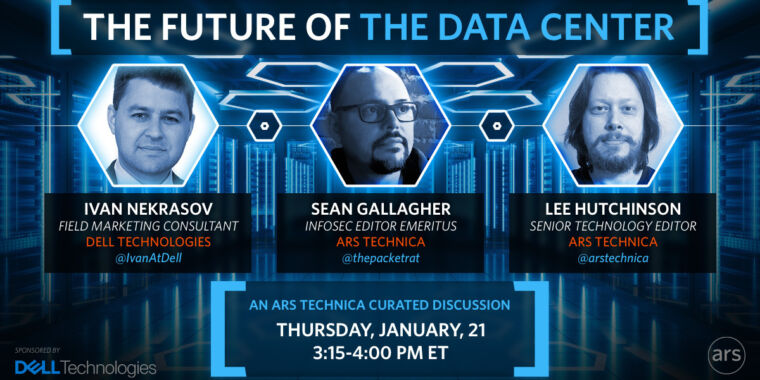 THE FUTURE OF THE DATA CENTER
IVAN NEKRASOV
FIELD MARKETING CONSULTANT
DELL TECHNOLOGIES
@IvanAtDell
SEAN GALLAGHER
INFOSEC EDITOR EMERITUS
ARS TECHNICA
@thepacketrat
LEE HUTCHINSON
SENIOR TECHNOLOGY EDITOR
ARS TECHNICA
@arstechnica
AN ARS TECHNICA CURATED DISCUSSION
THURSDAY, JANUARY, 21
3:15-4:00 PM ET
SPONSORED BY
DELLTechnologies
ars